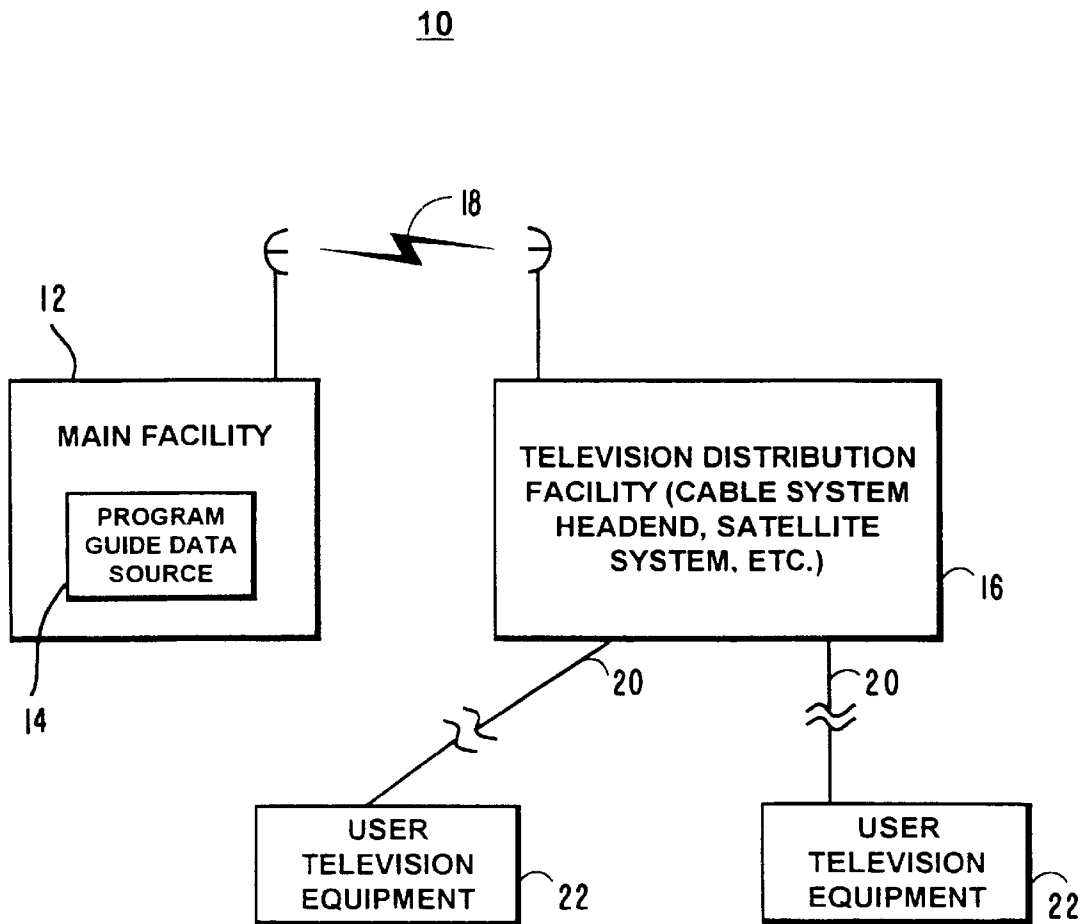 10
18
12
MAIN FACILITY
PROGRAM
GUIDE DATA
SOURCE
14
TELEVISION DISTRIBUTION
FACILITY (CABLE SYSTEM
HEADEND, SATELLITE
SYSTEM, ETC.)
16
20
20
USER
TELEVISION
EQUIPMENT
22
USER
TELEVISION
EQUIPMENT
22